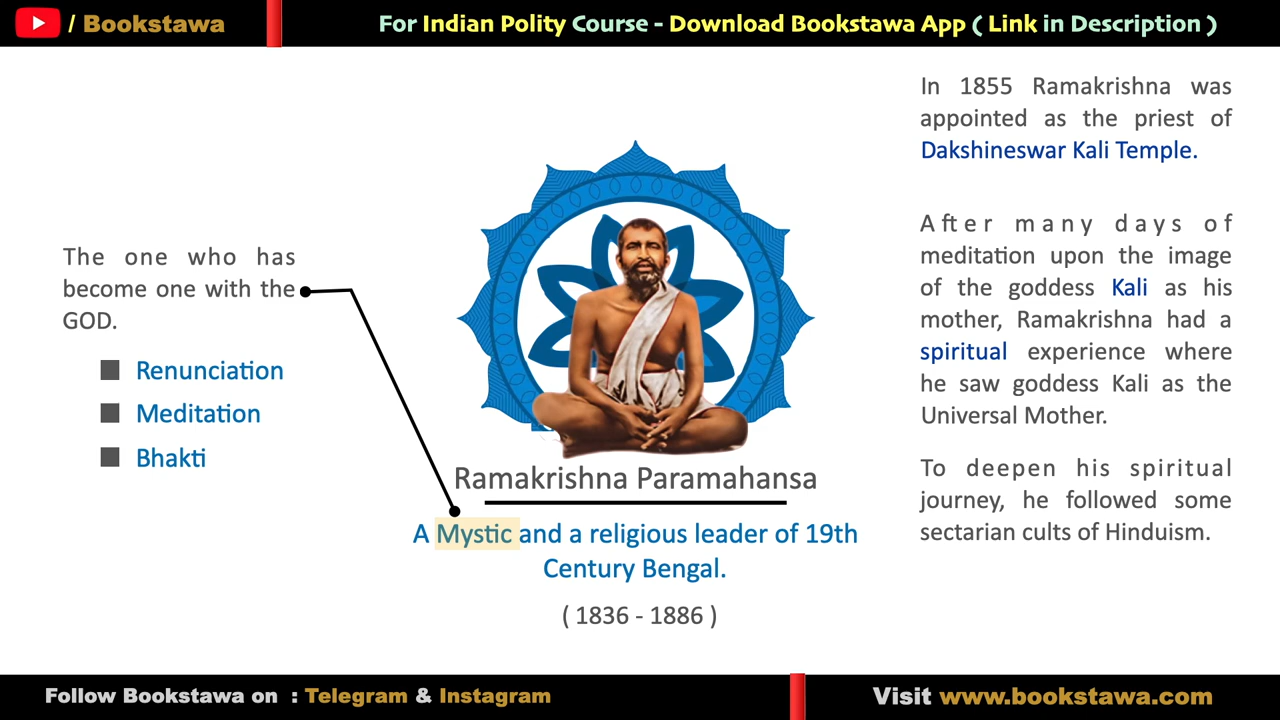 / Bookstawa
For Indian Polity Course - Download Bookstawa App ( Link in Description )
The one who has
become one with the
GOD.
Renunciation
Meditation
Bhakti
Ramakrishna Paramahansa
A Mystic and a religious leader of 19th
Century Bengal.
( 1836 - 1886 )
In 1855 Ramakrishna was
appointed as the priest of
Dakshineswar Kali Temple.
After many days of
meditation upon the image
of the goddess Kali as his
mother, Ramakrishna had a
spiritual experience where
he saw goddess Kali as the
Universal Mother.
To deepen his spiritual
journey, he followed some
sectarian cults of Hinduism.
Follow Bookstawa on : Telegram & Instagram
Visit www.bookstawa.com